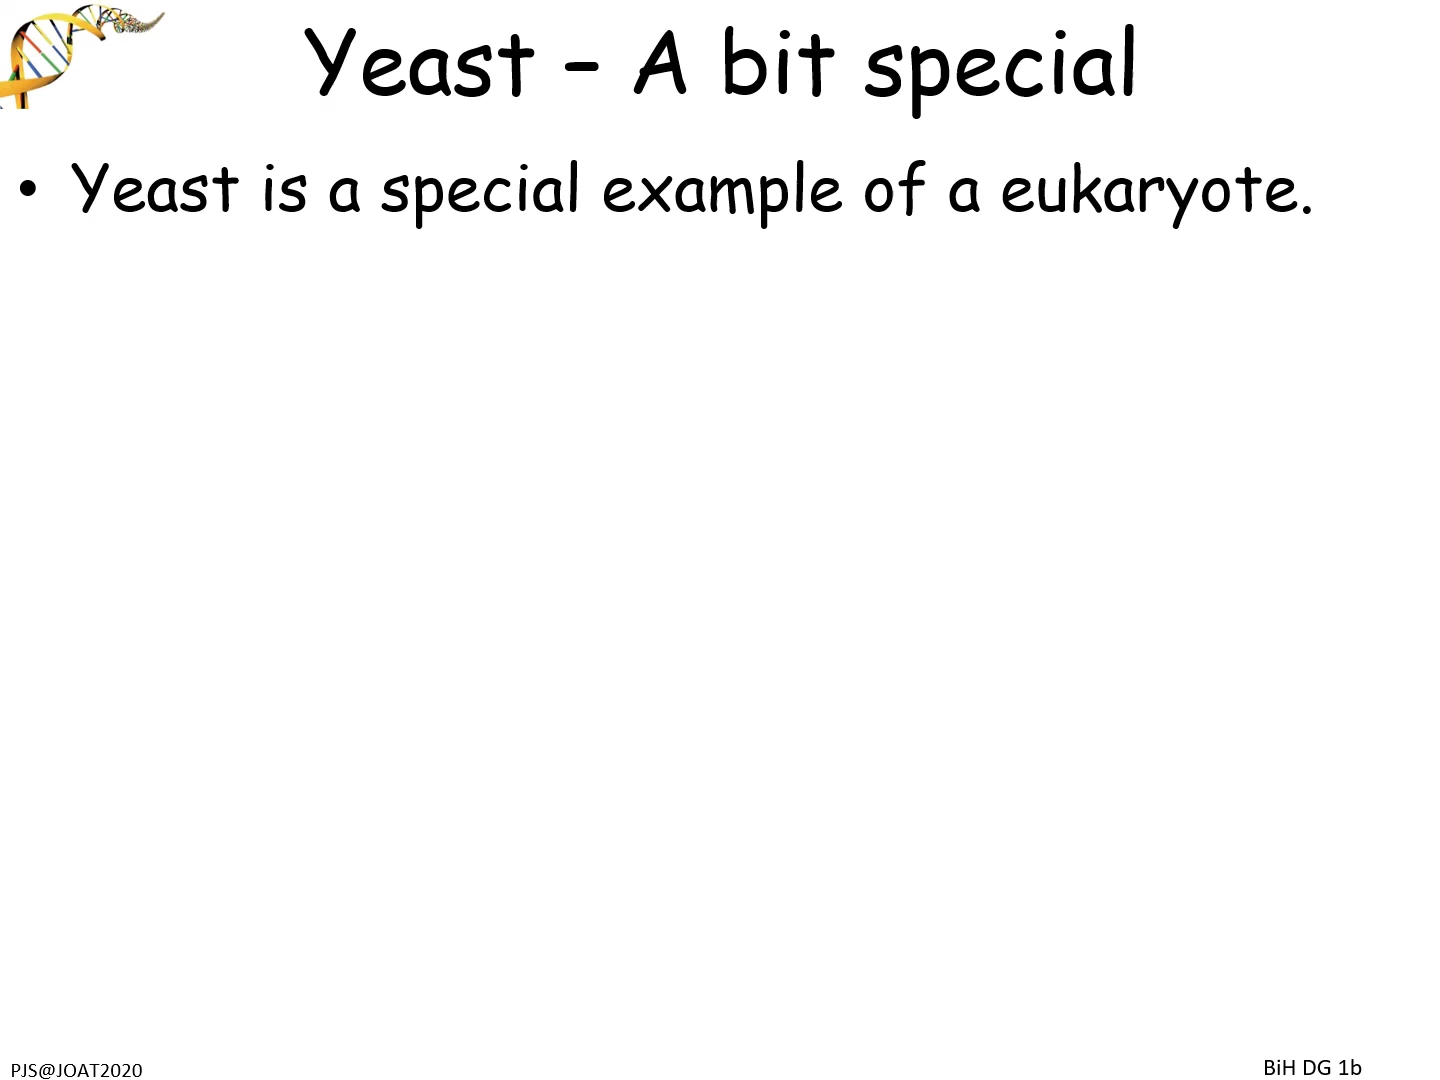 Yeast – A bit special
• Yeast is a special example of a eukaryote.
PJS@JOAT2020
BiH DG 1b